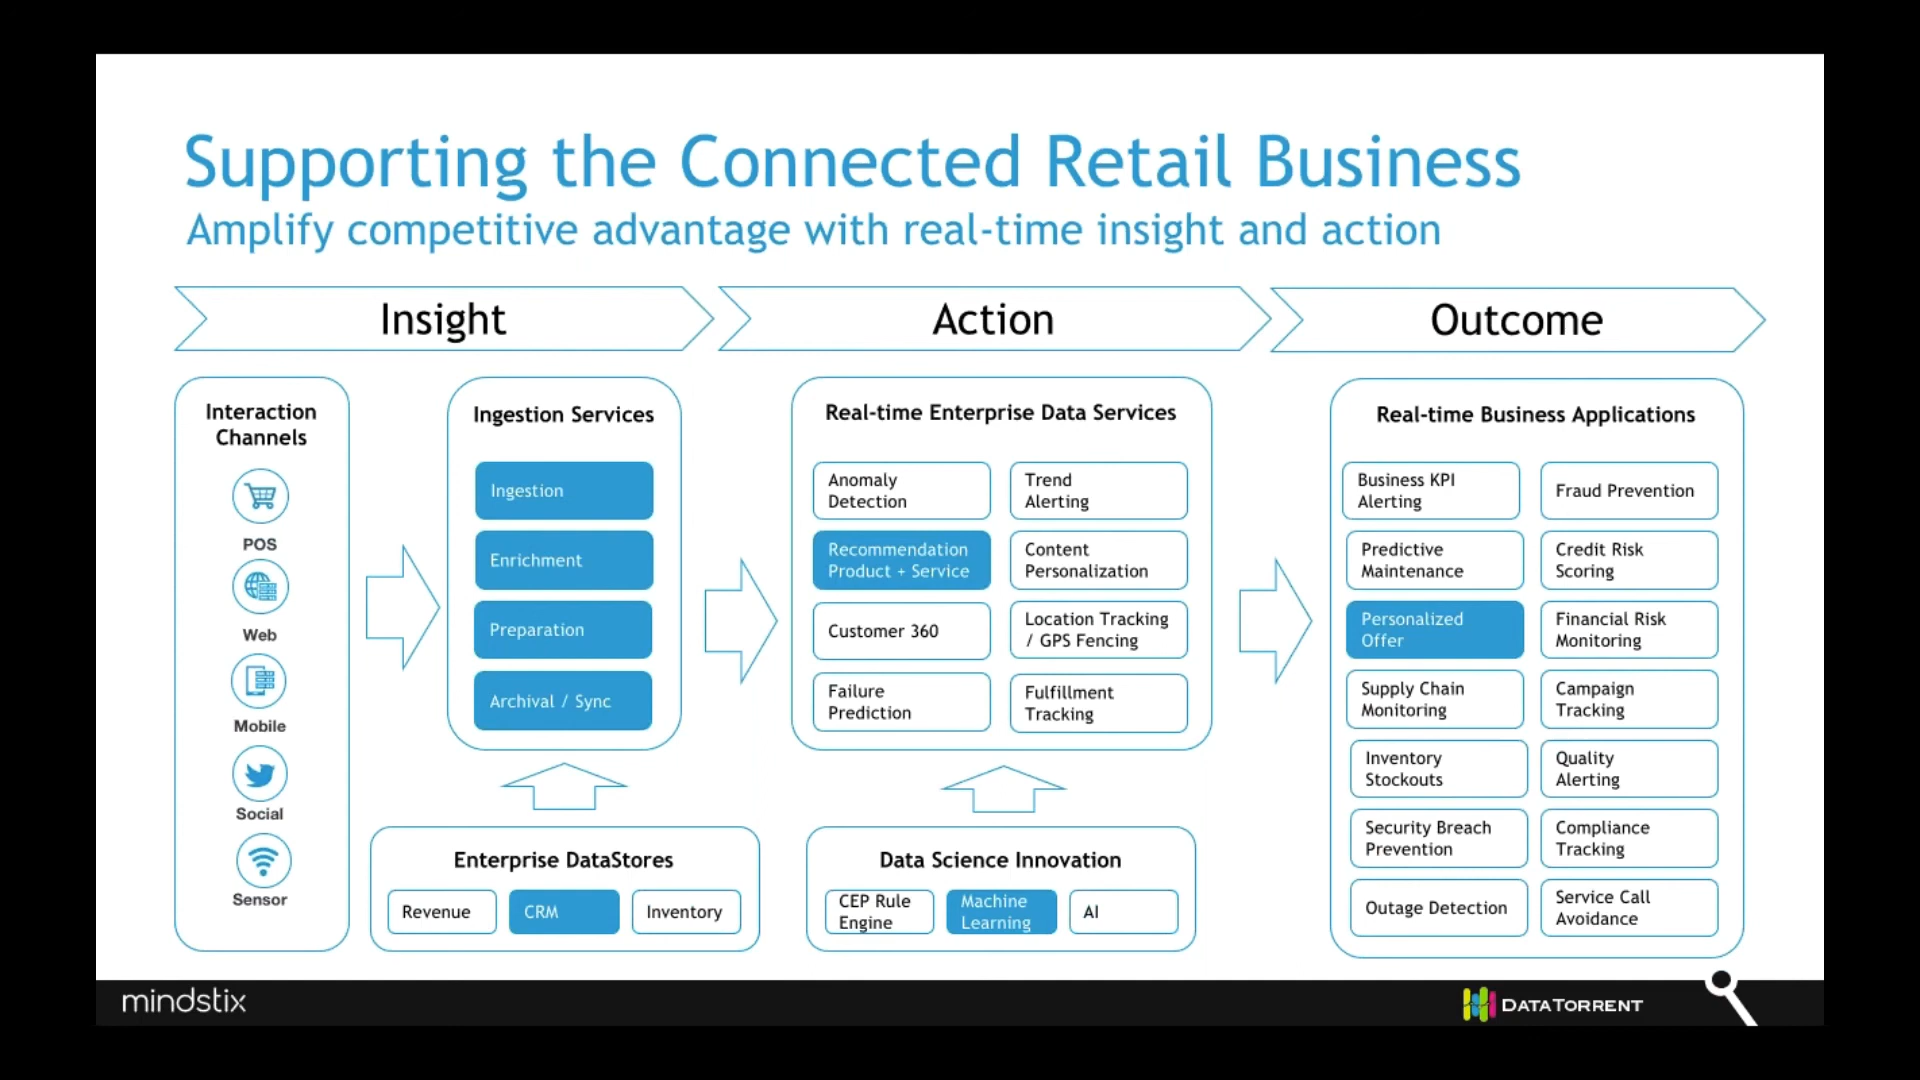 Supporting the Connected Retail Business
Amplify competitive advantage with real-time insight and action
Insight
Action
Outcome
Interaction
Channels
POS
Web
Mobile
Social
Sensor
Ingestion Services
Ingestion
Enrichment
Preparation
Archival / Sync
Enterprise DataStores
Revenue
CRM
Inventory
Real-time Enterprise Data Services
Anomaly
Detection
Trend
Alerting
Recommendation
Product + Service
Content
Personalization
Customer 360
Location Tracking
/ GPS Fencing
Failure
Prediction
Fulfillment
Tracking
Data Science Innovation
CEP Rule
Engine
Machine
Learning
AI
Real-time Business Applications
Business KPI
Alerting
Fraud Prevention
Predictive
Maintenance
Credit Risk
Scoring
Personalized
Offer
Financial Risk
Monitoring
Supply Chain
Monitoring
Campaign
Tracking
Inventory
Stockouts
Quality
Alerting
Security Breach
Prevention
Compliance
Tracking
Outage Detection
Service Call
Avoidance
mindstix
DATATORRENT